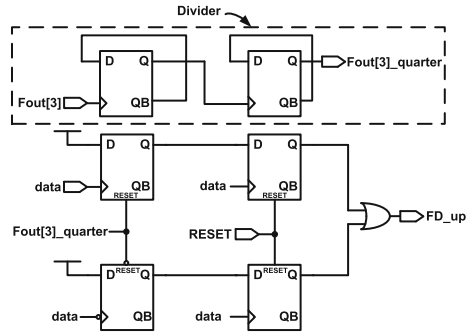 Divider
D Q D Q Fout[3]_quarter
Fout[3] QB QB
D Q D Q
data QB data QB
RESET
Fout[3]_quarter RESET FD_up
D RESET Q D RESET Q
data QB data QB